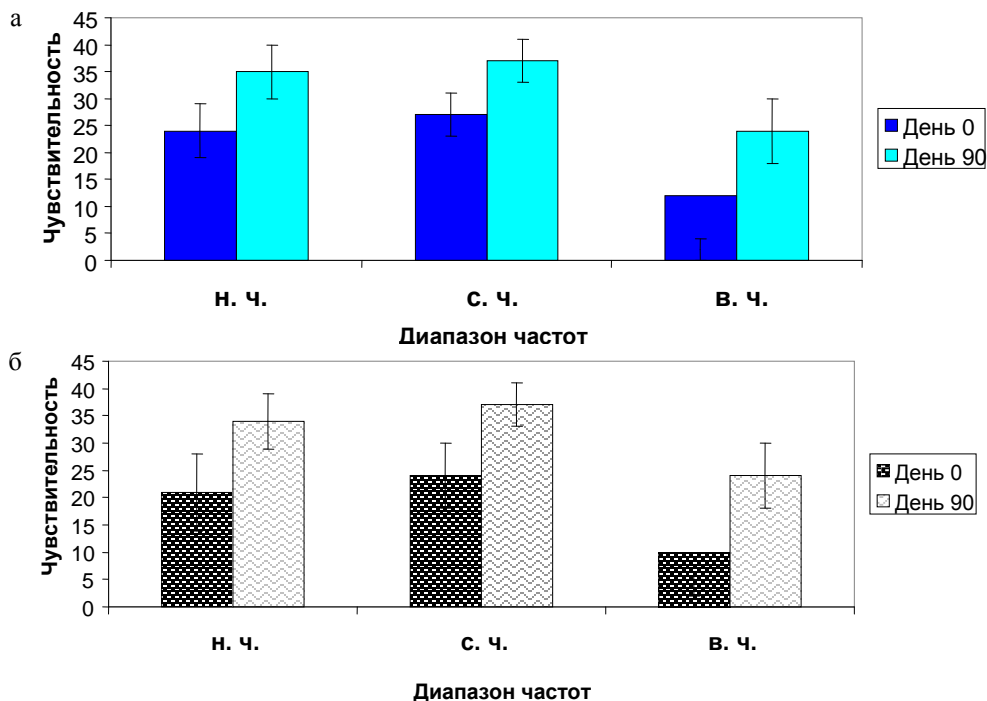 а
Чувствительность
45
40
35
30
25
20
15
10
5
0
н. ч. с. ч. в. ч.
Диапазон частот
День 0
День 90
б
Чувствительность
45
40
35
30
25
20
15
10
5
0
н. ч. с. ч. в. ч.
Диапазон частот
День 0
День 90